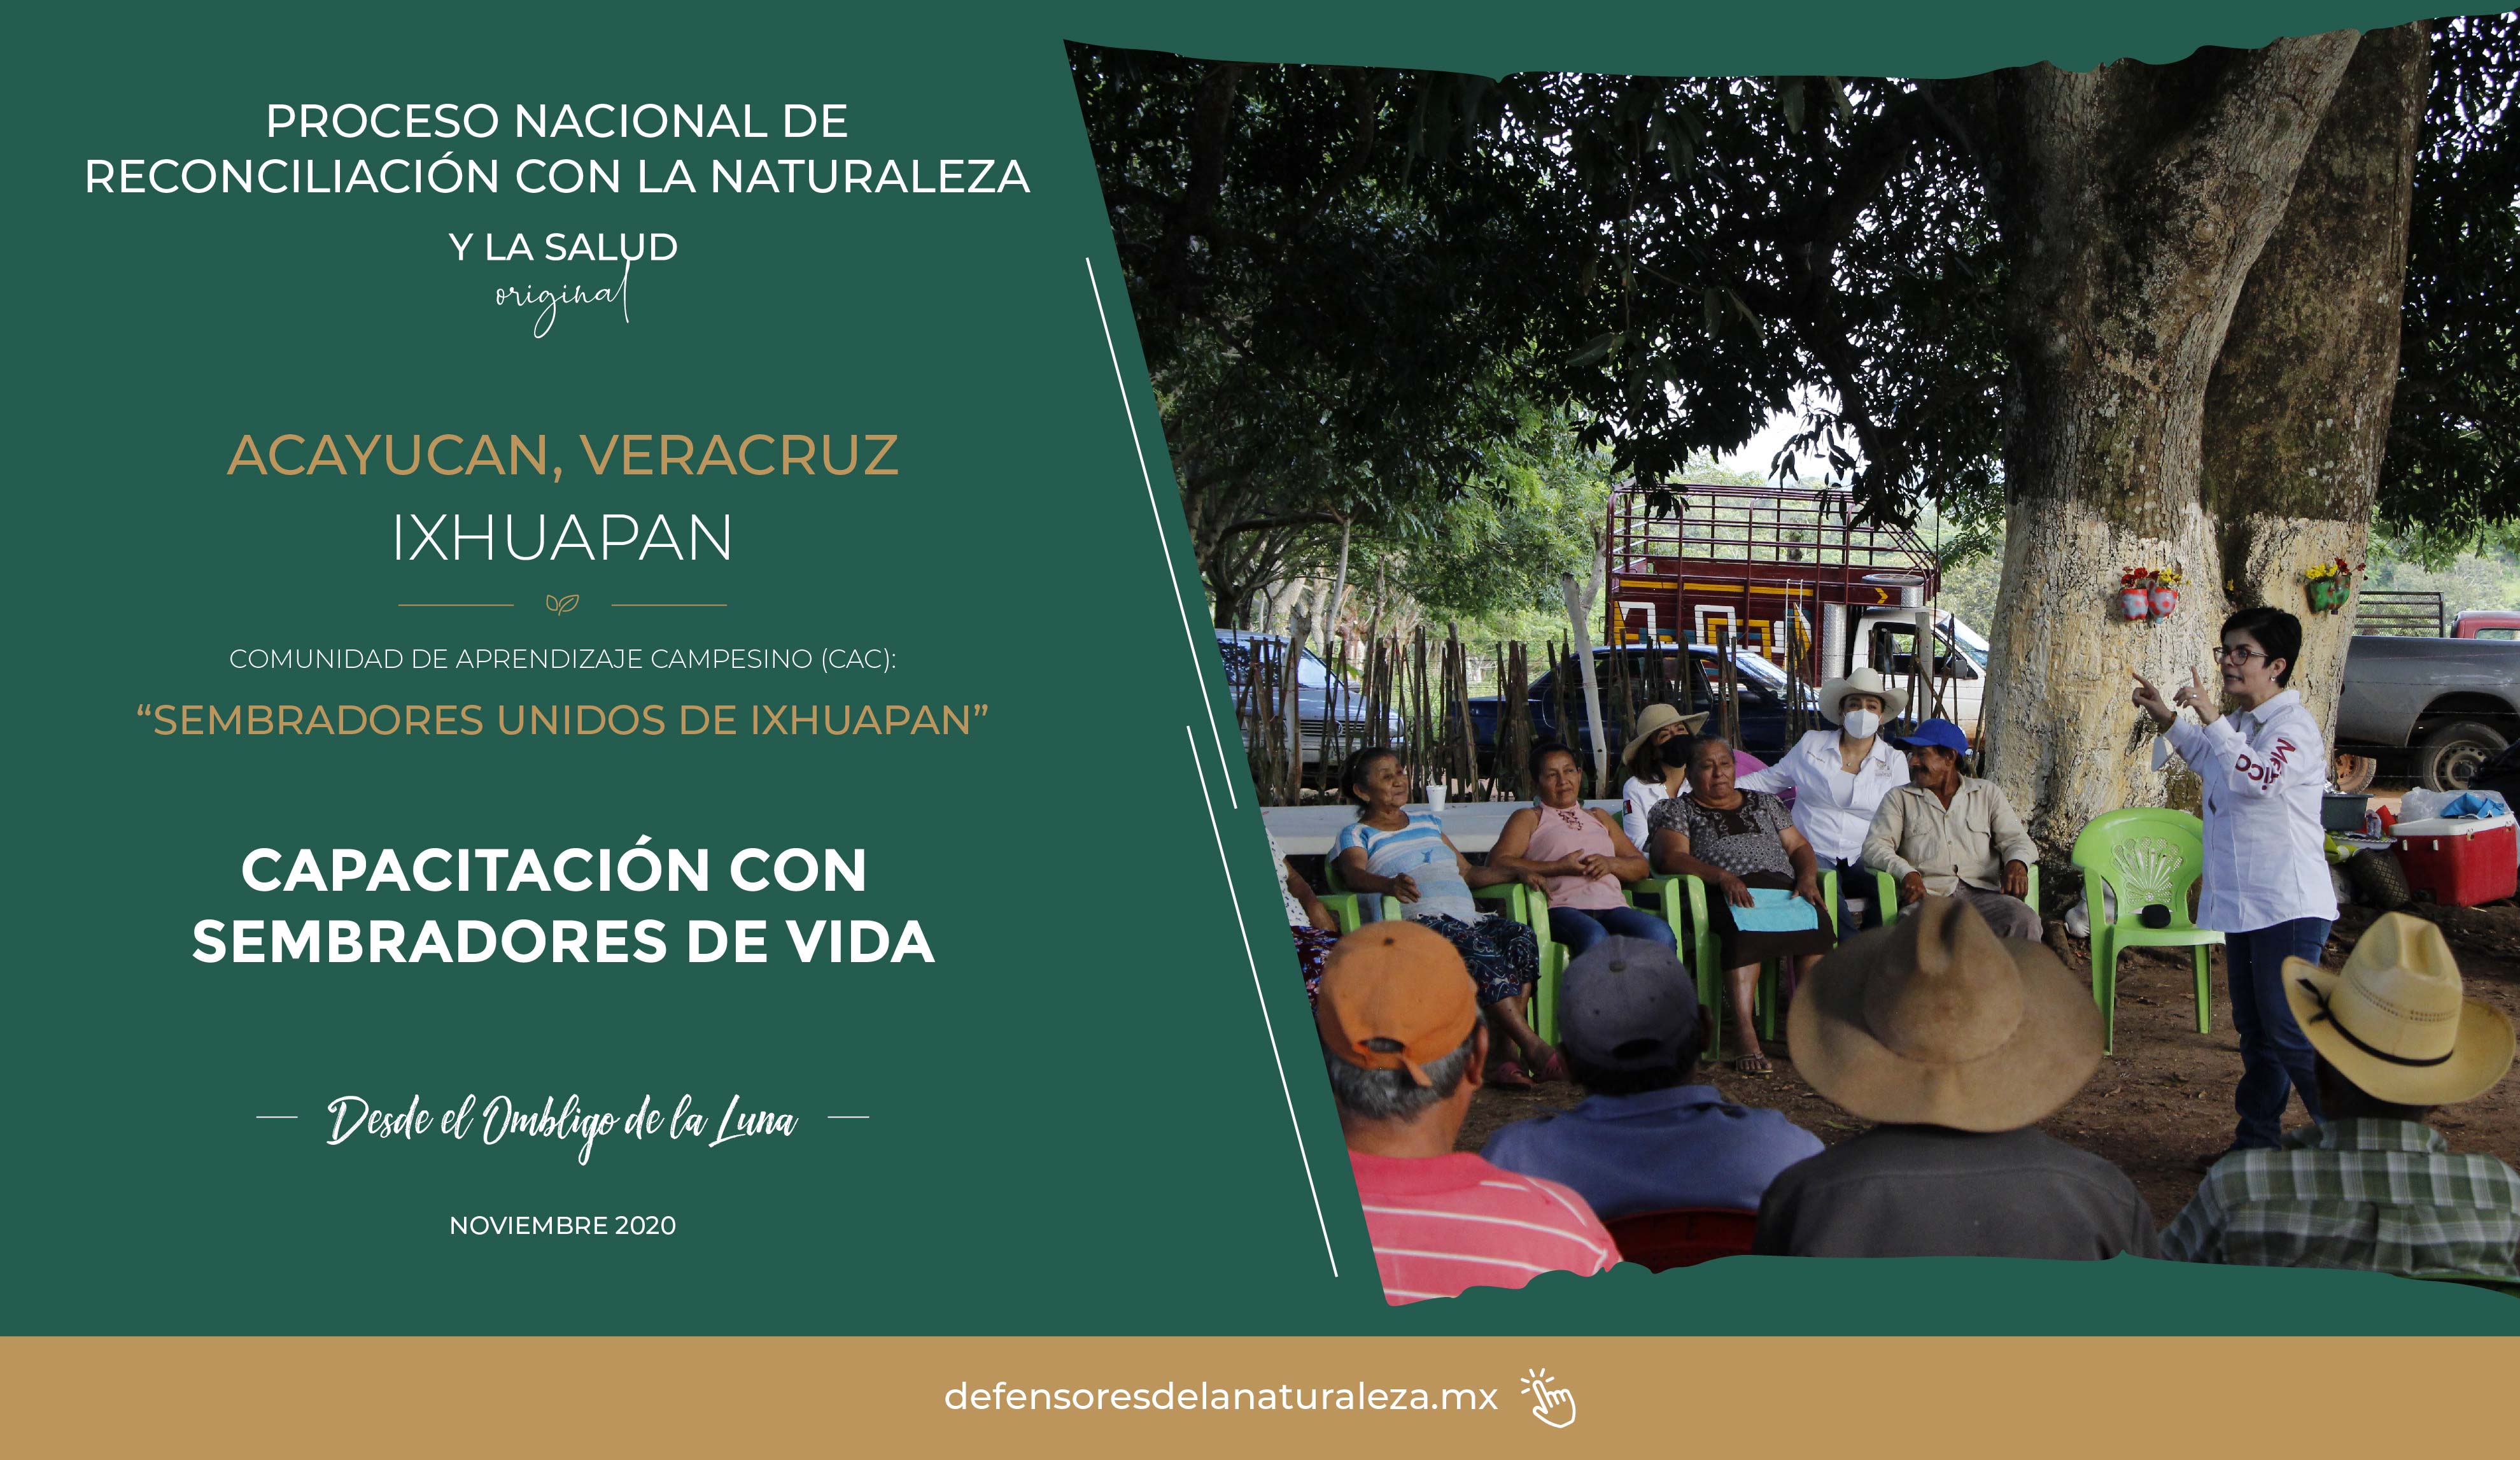 PROCESO NACIONAL DE
RECONCILIACIÓN CON LA NATURALEZA
Y LA SALUD
original
ACAYUCAN, VERACRUZ
IXHUAPAN
COMUNIDAD DE APRENDIZAJE CAMPESINO (CAC):
“SEMBRADORES UNIDOS DE IXHUAPAN”
CAPACITACIÓN CON
SEMBRADORES DE VIDA
Desde el Ombligo de la Luna
NOVIEMBRE 2020
México
defensoresdelanaturaleza.mx